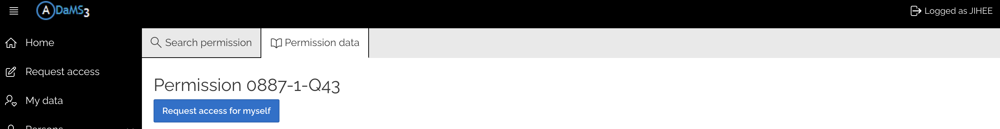 ADaMS3
Logged as JIHEE
Home
Request access
My data
Persons
Search permission
Permission data
Permission 0887-1-Q43
Request access for myself